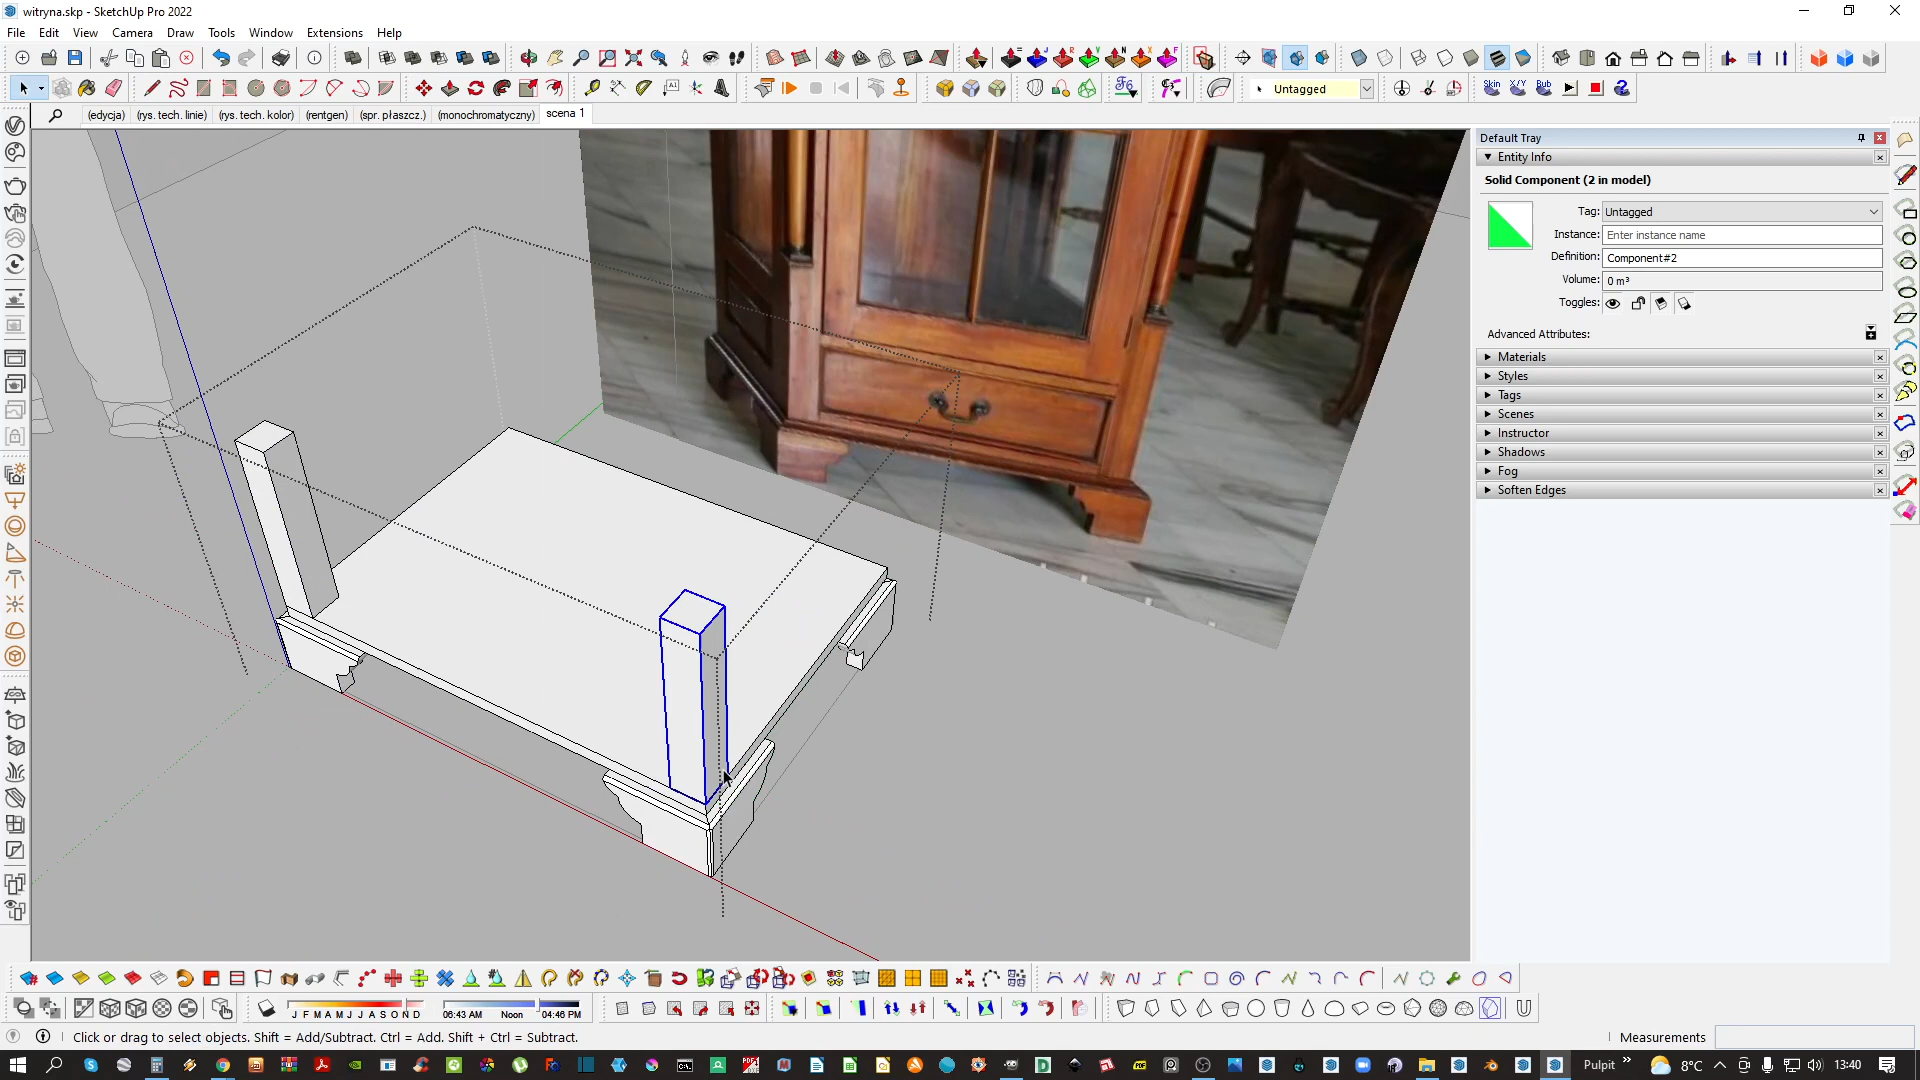 witryna.skp - SketchUp Pro 2022
File Edit View Camera Draw Tools Window Extensions Help
Untagged
Skin X/Y Bub
(edycja) (rys. tech. linie) (rys. tech. kolor) (rentgen) (spr. płaszcz.) (monochromatyczny) scena 1
Default Tray
Entity Info
Solid Component (2 in model)
Tag: Untagged
Instance: Enter instance name
Definition: Component#2
Volume: 0 m³
Toggles:
Advanced Attributes:
Materials
Styles
Tags
Scenes
Instructor
Shadows
Fog
Soften Edges
J F M A M J J A S O N D 06:43 AM Noon 04:46 PM
Click or drag to select objects. Shift = Add/Subtract. Ctrl = Add. Shift + Ctrl = Subtract. Measurements
Pulpit 8°C 13:40